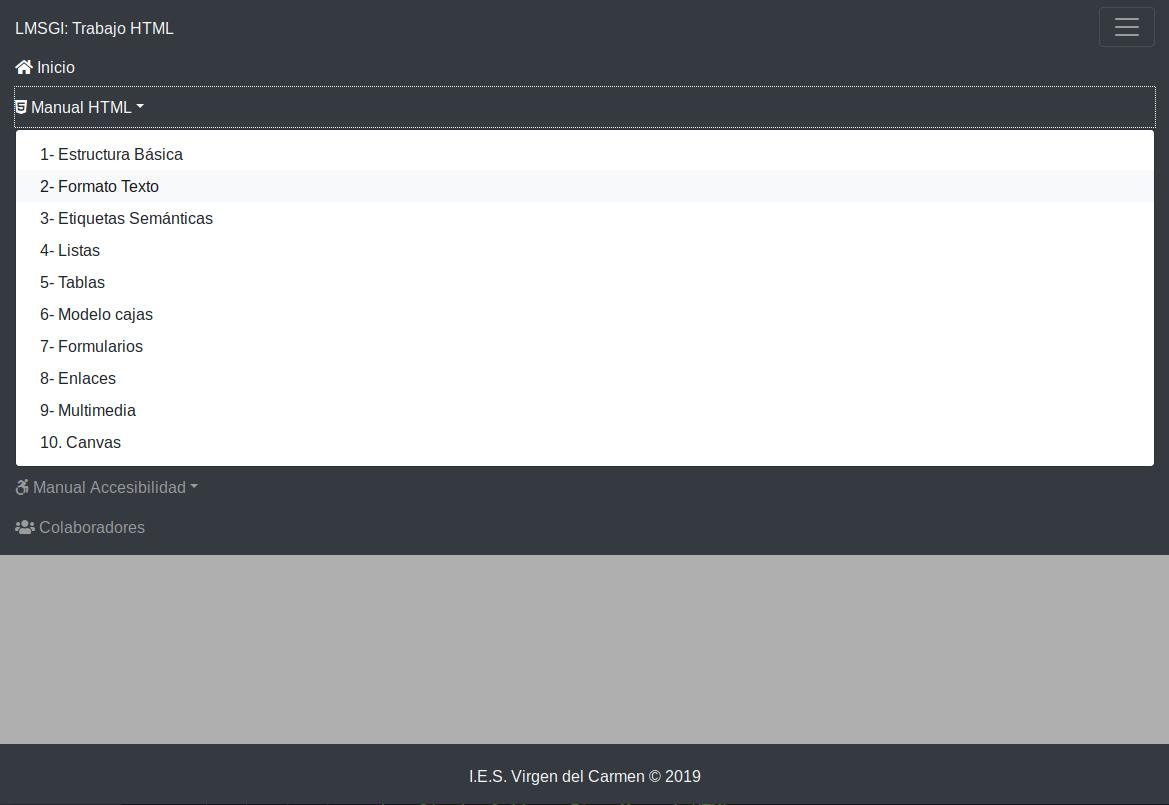 LMSGI: Trabajo HTML
Inicio
Manual HTML
1- Estructura Básica
2- Formato Texto
3- Etiquetas Semánticas
4- Listas
5- Tablas
6- Modelo cajas
7- Formularios
8- Enlaces
9- Multimedia
10. Canvas
Manual Accesibilidad
Colaboradores
I.E.S. Virgen del Carmen © 2019